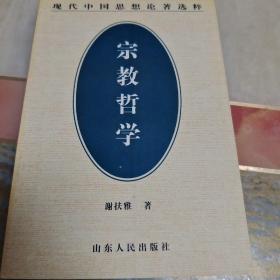 现代中国思想论著选粹
宗教哲学
謝扶雅 著
山东人民出版社